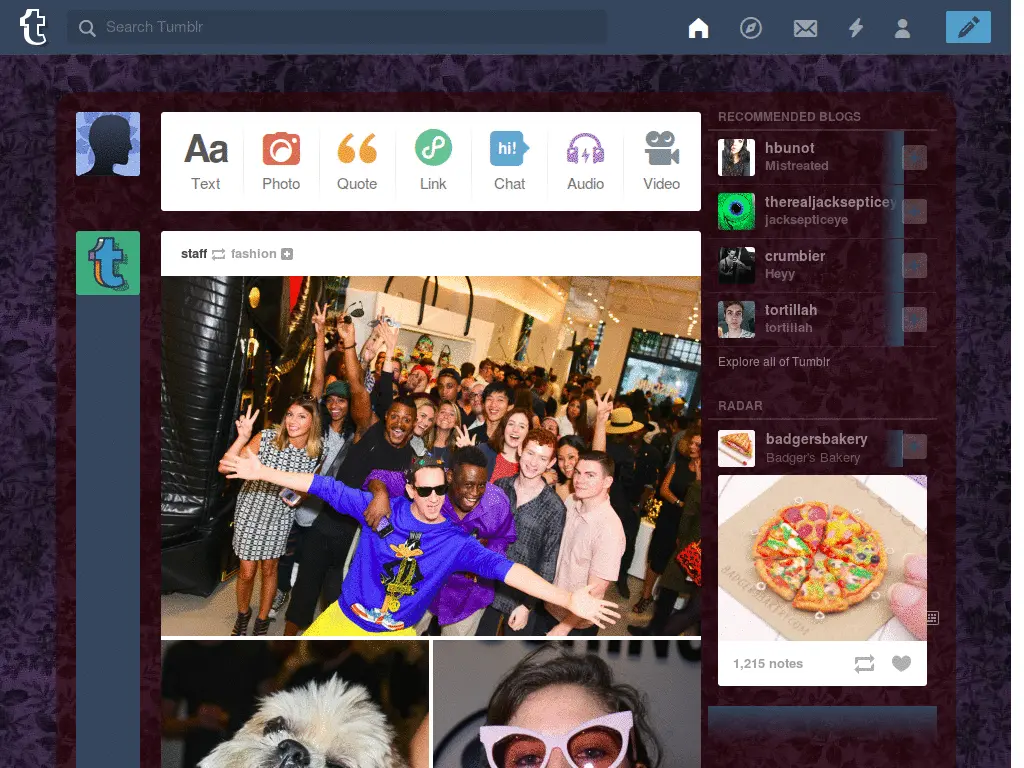 t
Search Tumblr
RECOMMENDED BLOGS
Aa
hi!
Text
Photo
Quote
Link
Chat
Audio
Video
hbunot
Mistreated
therealjacksepticey
jacksepticeye
crumbier
Heyy
tortillah
tortillah
Explore all of Tumblr
t
staff fashion
RADAR
badgersbakery
Badger's Bakery
1,215 notes